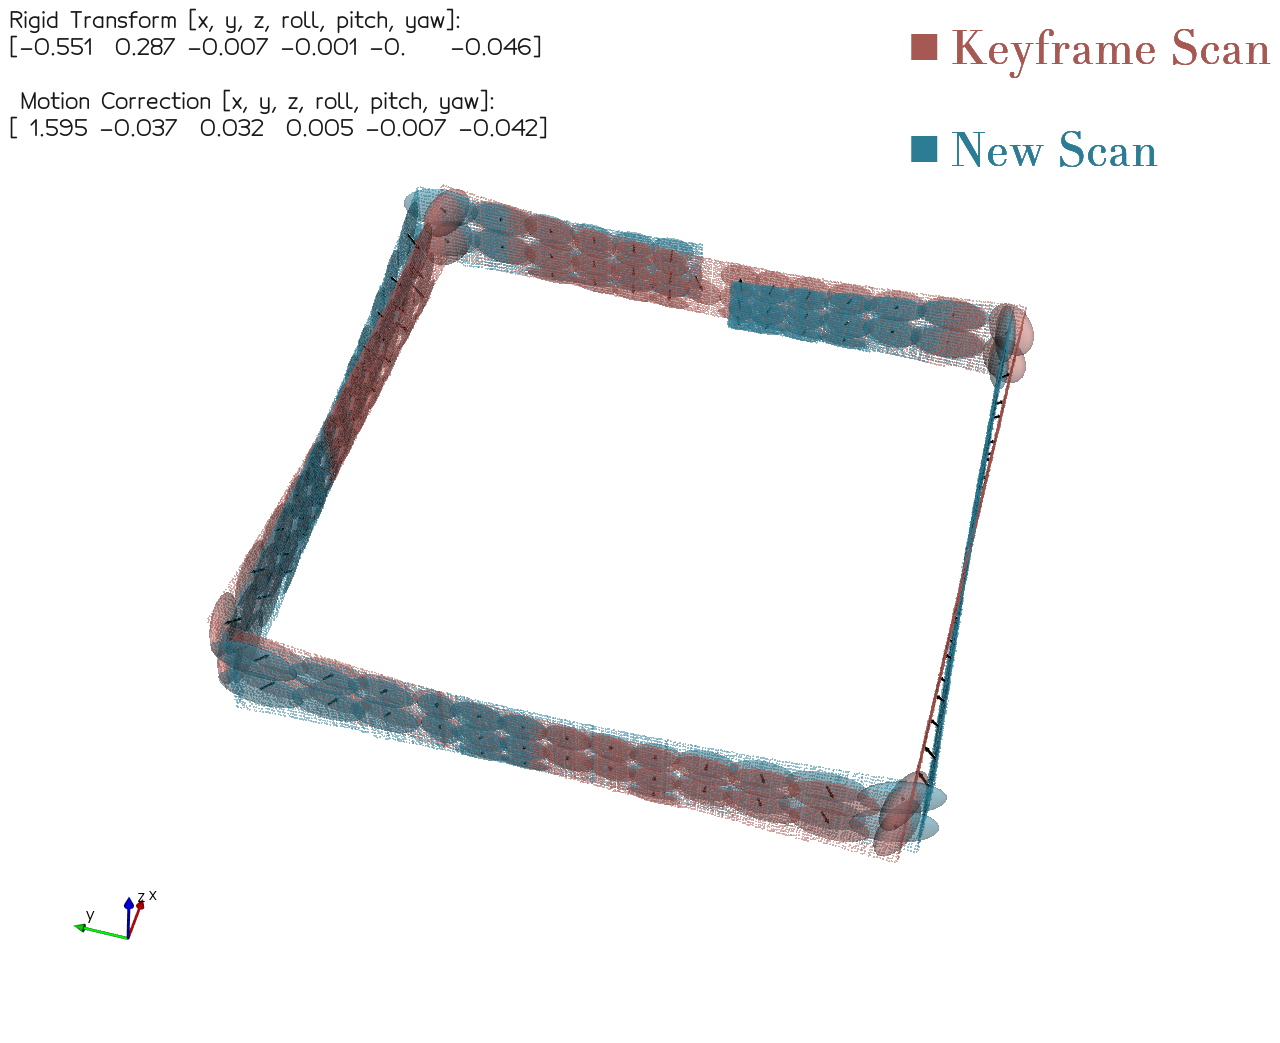 Rigid Transform [x, y, z, roll, pitch, yaw]:
[−0.551 0.287 −0.007 −0.001 −0. −0.046]
Motion Correction [x, y, z, roll, pitch, yaw]:
[ 1.595 −0.037 0.032 0.005 −0.007 −0.042]
Keyframe Scan
New Scan
z x
y